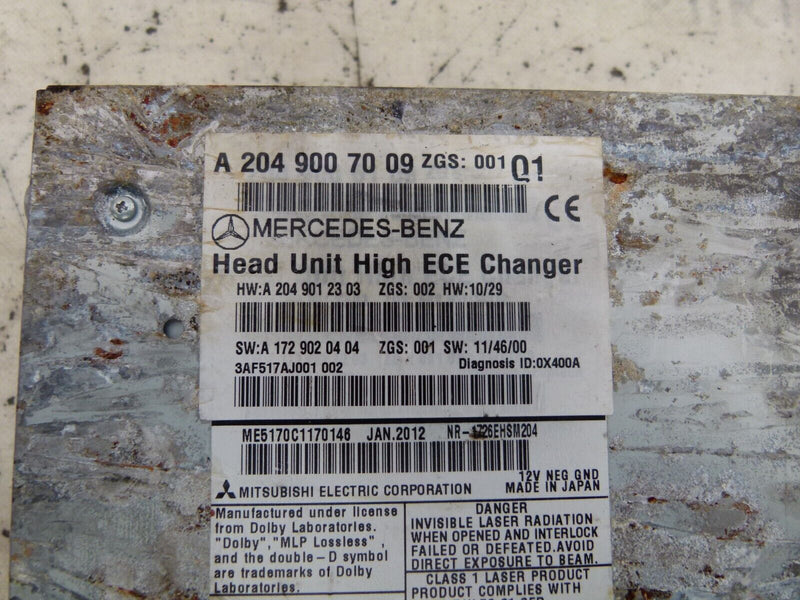 A 204 900 70 09 ZGS: 001 Q1
CE
MERCEDES-BENZ
Head Unit High ECE Changer
HW:A 204 901 23 03 ZGS: 002 HW:10/29
SW:A 172 902 04 04 ZGS: 001 SW: 11/46/00
3AF517AJ001 002 Diagnosis ID:0X400A
ME5170C1170146 JAN.2012 NR-1726EHSM204
12V NEG GND
MITSUBISHI ELECTRIC CORPORATION MADE IN JAPAN
Manufactured under license
from Dolby Laboratories.
"Dolby","MLP Lossless",
and the double-D symbol
are trademarks of Dolby
Laboratories.
DANGER
INVISIBLE LASER RADIATION
WHEN OPENED AND INTERLOCK
FAILED OR DEFEATED.AVOID
DIRECT EXPOSURE TO BEAM.
CLASS 1 LASER PRODUCT
PRODUCT COMPLIES WITH